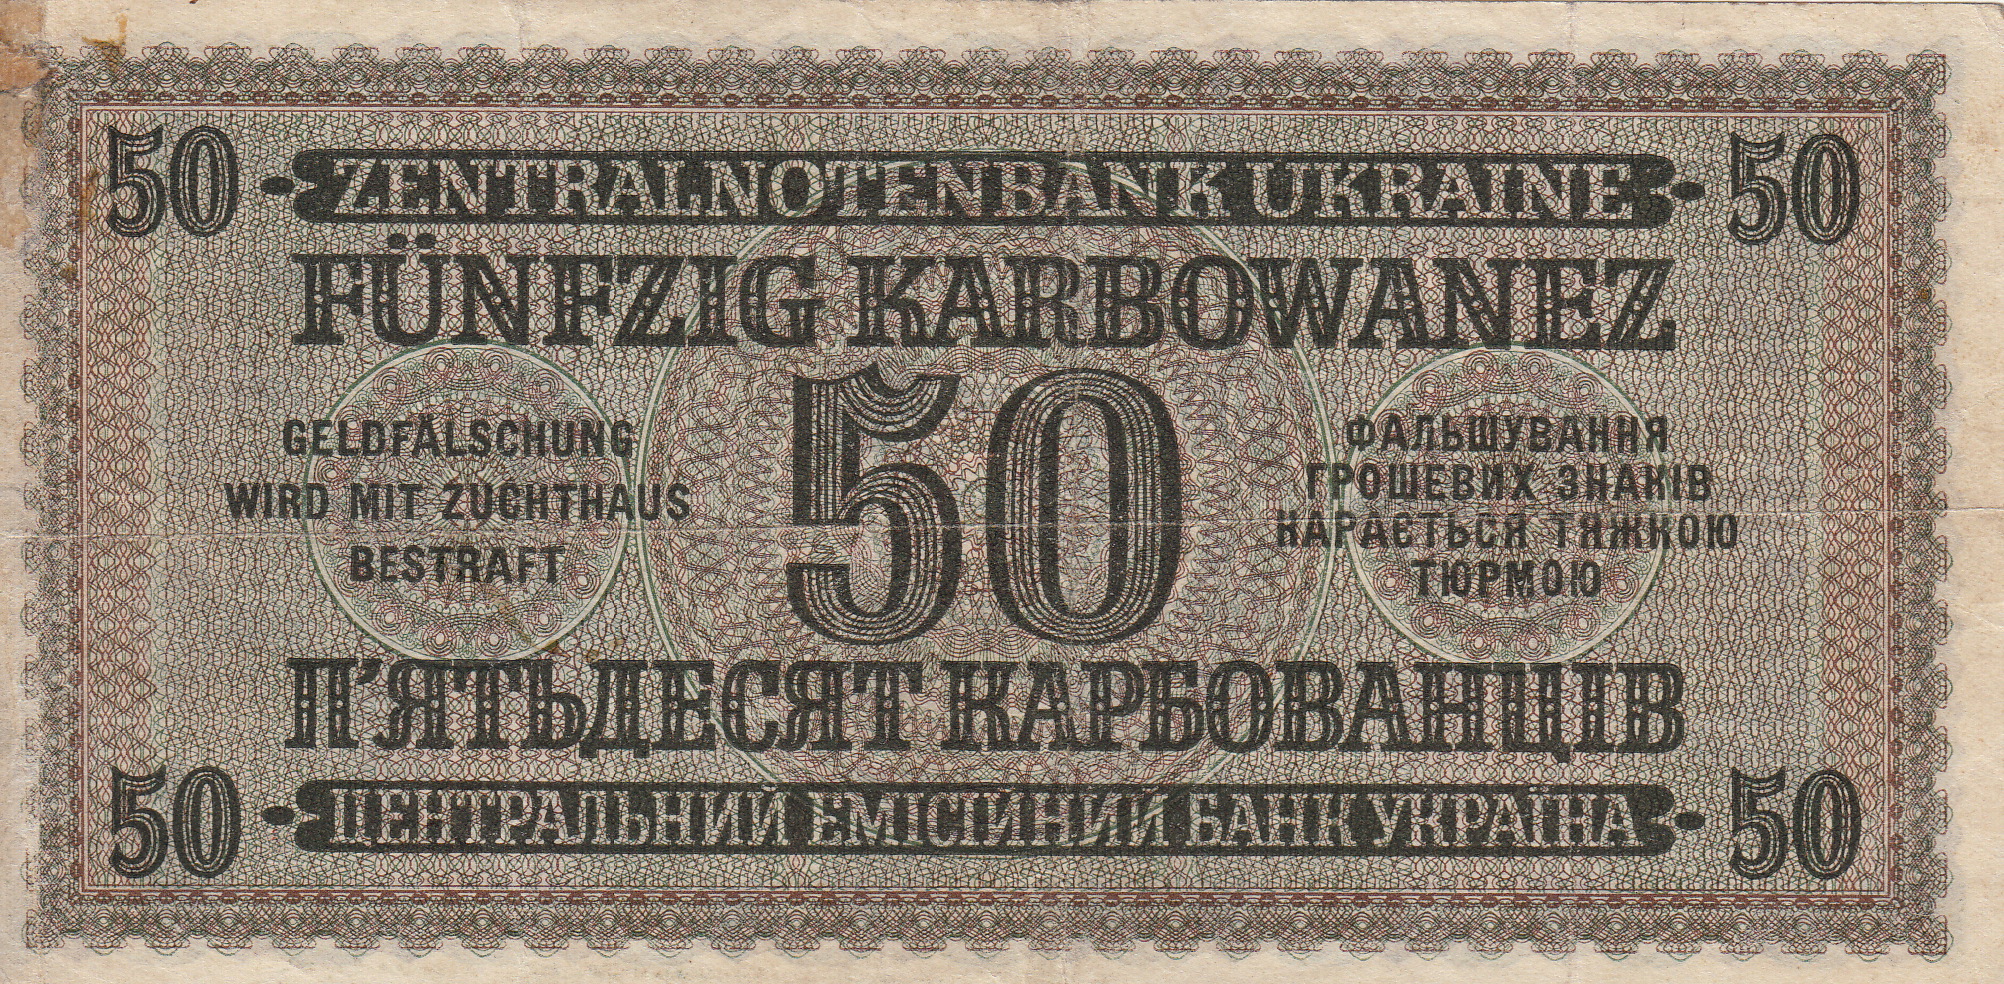 50 ZENTRALNOTENBANK UKRAINE 50
FÜNFZIG KARBOWANEZ
GELDFÄLSCHUNG
WIRD MIT ZUCHTHAUS
BESTRAFT
50
ФАЛЬШУВАННЯ
ГРОШЕВИХ ЗНАКІВ
КАРАЄТЬСЯ ТЯЖКОЮ
ТЮРМОЮ
П'ЯТЬДЕСЯТ КАРБОВАНЦІВ
50 ЦЕНТРАЛЬНИЙ ЕМІСИЙНИЙ БАНК УКРАЇНА 50